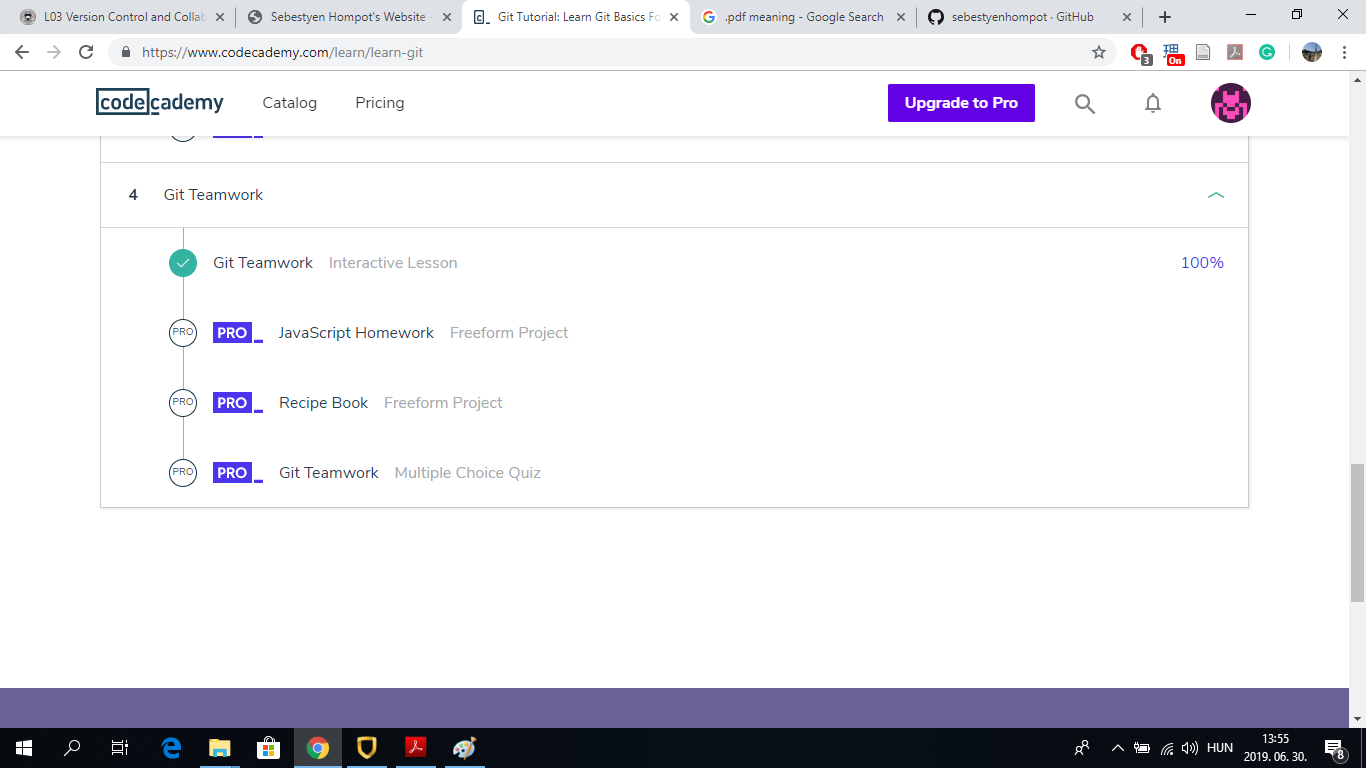 L03 Version Control and Collab
Sebestyen Hompot's Website -
Git Tutorial: Learn Git Basics Fo
.pdf meaning - Google Search
sebestyenhompot · GitHub
https://www.codecademy.com/learn/learn-git
3
On
codecademy
Catalog
Pricing
Upgrade to Pro
4 Git Teamwork
Git Teamwork Interactive Lesson 100%
PRO PRO JavaScript Homework Freeform Project
PRO PRO Recipe Book Freeform Project
PRO PRO Git Teamwork Multiple Choice Quiz
HUN
13:55
2019. 06. 30.
8